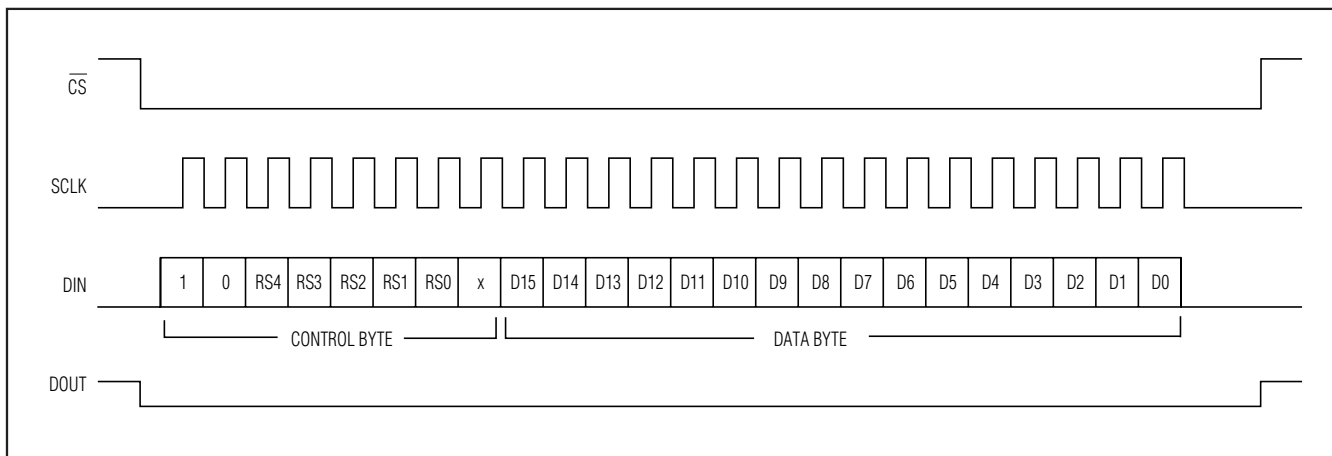 CS
SCLK
DIN 1 0 RS4 RS3 RS2 RS1 RS0 x D15 D14 D13 D12 D11 D10 D9 D8 D7 D6 D5 D4 D3 D2 D1 D0
CONTROL BYTE DATA BYTE
DOUT